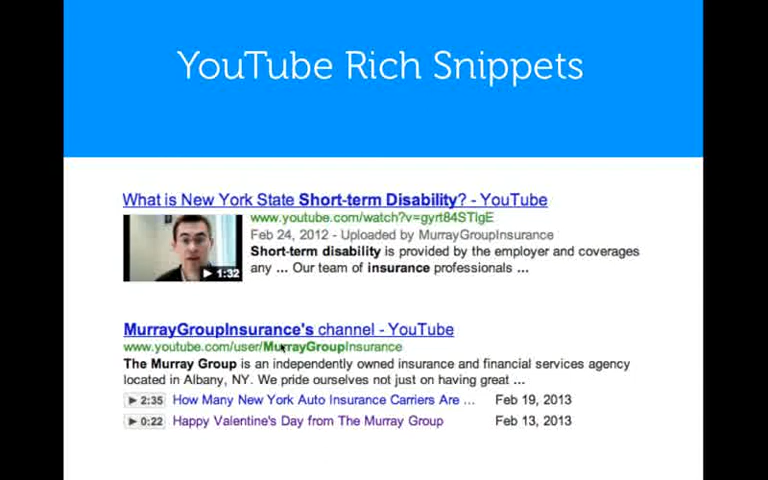 YouTube Rich Snippets
What is New York State Short-term Disability? - YouTube
www.youtube.com/watch?v=gyrt84STlgE
Feb 24, 2012 - Uploaded by MurrayGroupInsurance
Short-term disability is provided by the employer and coverages
any ... Our team of insurance professionals ...
1:32
MurrayGroupInsurance's channel - YouTube
www.youtube.com/user/MurrayGroupInsurance
The Murray Group is an independently owned insurance and financial services agency
located in Albany, NY. We pride ourselves not just on having great ...
2:35 How Many New York Auto Insurance Carriers Are ... Feb 19, 2013
0:22 Happy Valentine's Day from The Murray Group Feb 13, 2013